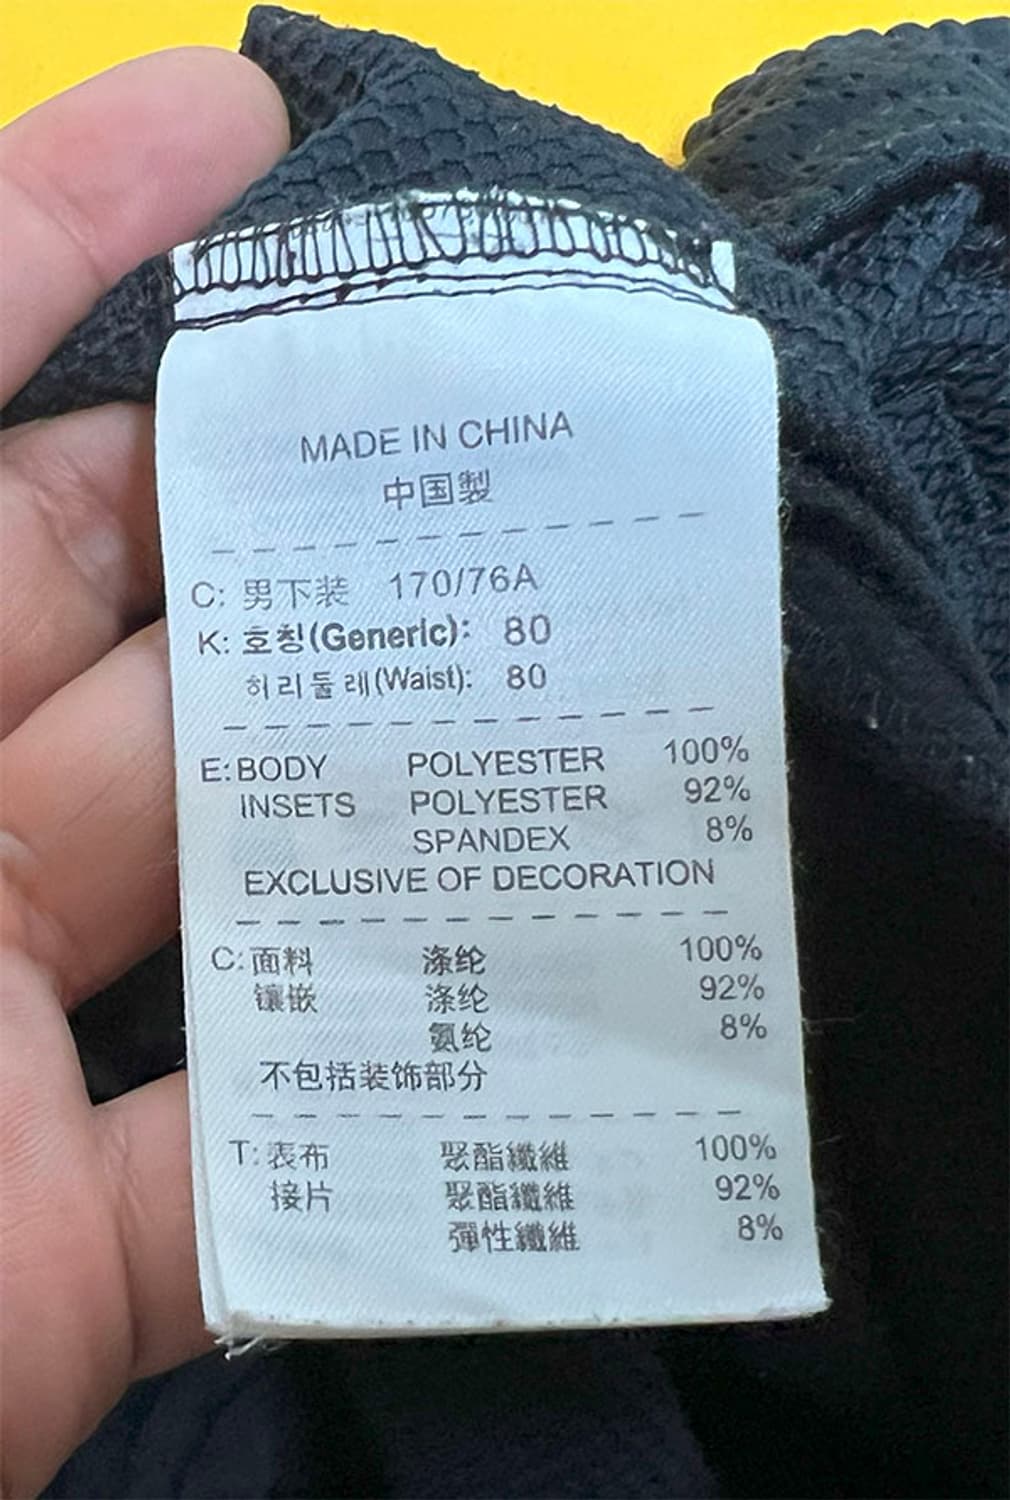 MADE IN CHINA
中国製
C: 男下装 170/76A
K: 호칭(Generic): 80
허리둘레(Waist): 80
E: BODY POLYESTER 100%
INSETS POLYESTER 92%
SPANDEX 8%
EXCLUSIVE OF DECORATION
C: 面料 涤纶 100%
镶嵌 涤纶 92%
氨纶 8%
不包括装饰部分
T: 表布 聚酯纖維 100%
接片 聚酯纖維 92%
彈性纖維 8%